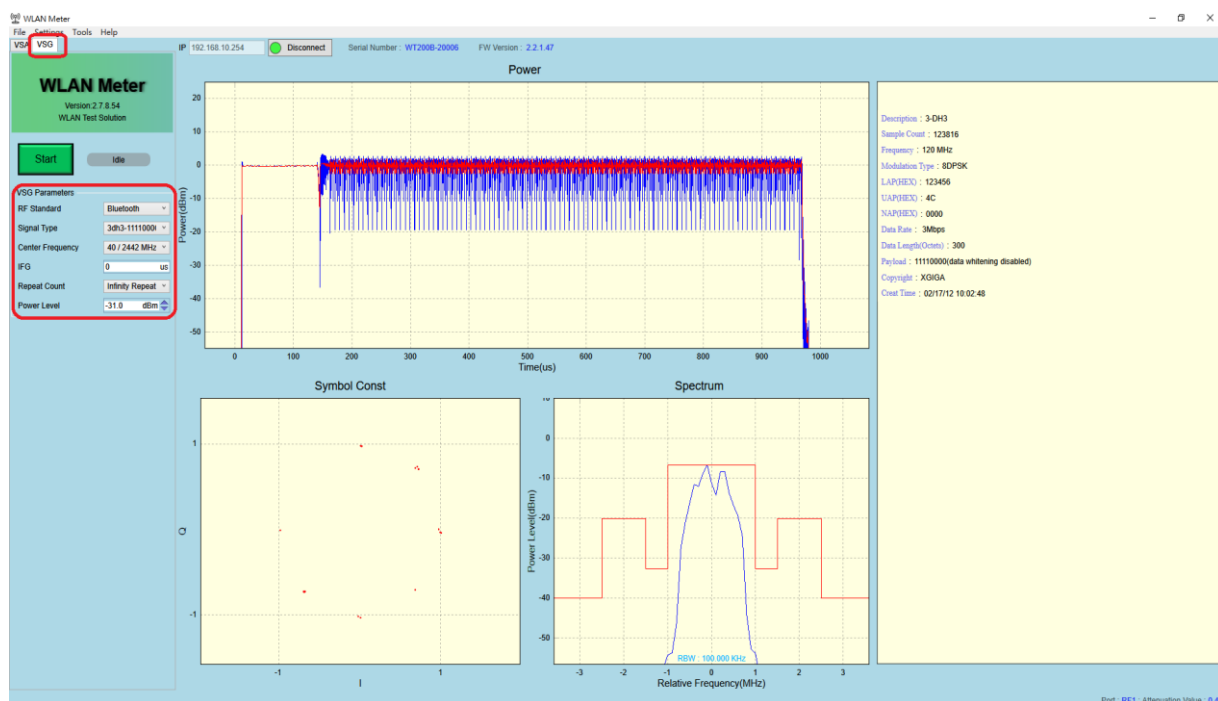 WLAN Meter
File Settings Tools Help
VSA VSG
IP 192.168.10.254 Disconnect Serial Number : WT200B-20006 FW Version : 2.2.1.47
WLAN Meter
Version:2.7.8.54
WLAN Test Solution
Start Idle
VSG Parameters
RF Standard Bluetooth
Signal Type 3dh3-1111000
Center Frequency 40 / 2442 MHz
IFG 0 us
Repeat Count Infinity Repeat
Power Level -31.0 dBm
Power
Power(dBm)
20
10
0
-10
-20
-30
-40
-50
0 100 200 300 400 500 600 700 800 900 1000
Time(us)
Symbol Const
Q
1
-1
-1 1
I
Spectrum
Power Level(dBm)
10
0
-10
-20
-30
-40
-50
RBW : 100.000 KHz
-3 -2 -1 0 1 2 3
Relative Frequency(MHz)
Description : 3-DH3
Sample Count : 123816
Frequency : 120 MHz
Modulation Type : 8DPSK
LAP(HEX) : 123456
UAP(HEX) : 4C
NAP(HEX) : 0000
Data Rate : 3Mbps
Data Length(Octets) : 300
Payload : 11110000(data whitening disabled)
Copyright : XGIGA
Creat Time : 02/17/12 10:02:48
Port : RF1 : Attenuation Value : 0.4